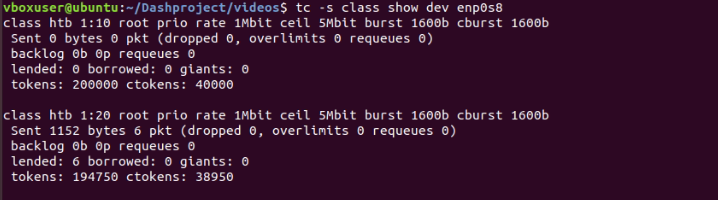 vboxuser@ubuntu:~/Dashproject/videos$ tc -s class show dev enp0s8
class htb 1:10 root prio rate 1Mbit ceil 5Mbit burst 1600b cburst 1600b
 Sent 0 bytes 0 pkt (dropped 0, overlimits 0 requeues 0)
 backlog 0b 0p requeues 0
 lended: 0 borrowed: 0 giants: 0
 tokens: 200000 ctokens: 40000

class htb 1:20 root prio rate 1Mbit ceil 5Mbit burst 1600b cburst 1600b
 Sent 1152 bytes 6 pkt (dropped 0, overlimits 0 requeues 0)
 backlog 0b 0p requeues 0
 lended: 6 borrowed: 0 giants: 0
 tokens: 194750 ctokens: 38950